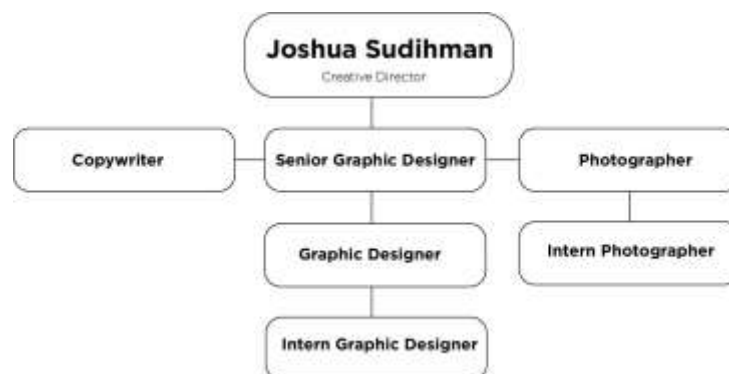 Joshua Sudihman
Creative Director
Copywriter
Senior Graphic Designer
Photographer
Graphic Designer
Intern Photographer
Intern Graphic Designer